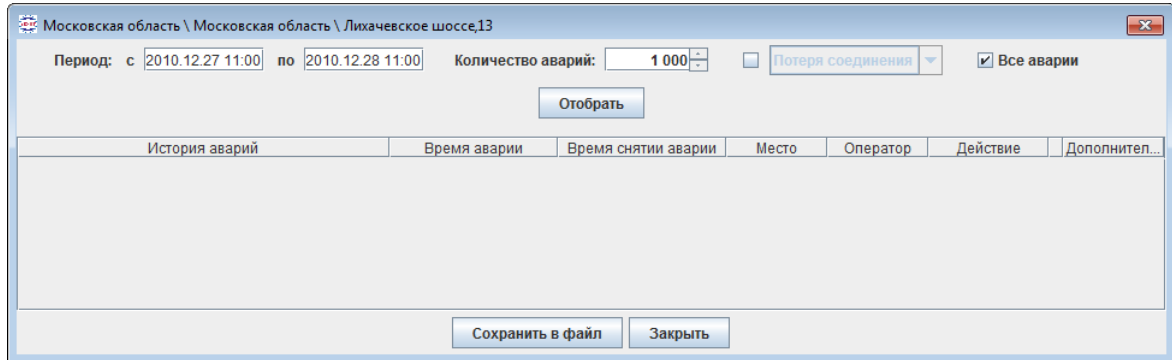 Московская область \ Московская область \ Лихачевское шоссе,13
Период: с 2010.12.27 11:00 по 2010.12.28 11:00 Количество аварий: 1 000 Потеря соединения Все аварии
Отобрать
История аварий Время аварии Время снятии аварии Место Оператор Действие Дополнител...
Сохранить в файл Закрыть